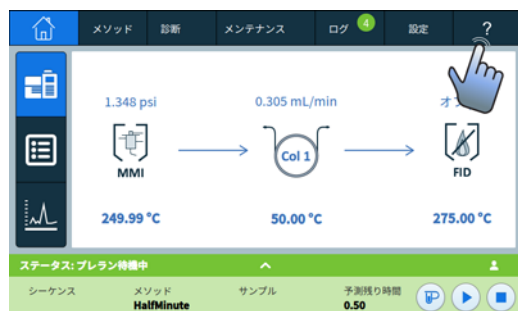 メソッド 診断 メンテナンス ログ 4 設定 ?
1.348 psi 0.305 mL/min オフ
Col 1
MMI FID
249.99 °C 50.00 °C 275.00 °C
ステータス: プレラン待機中
シーケンス メソッド サンプル 予測残り時間
HalfMinute 0.50
P